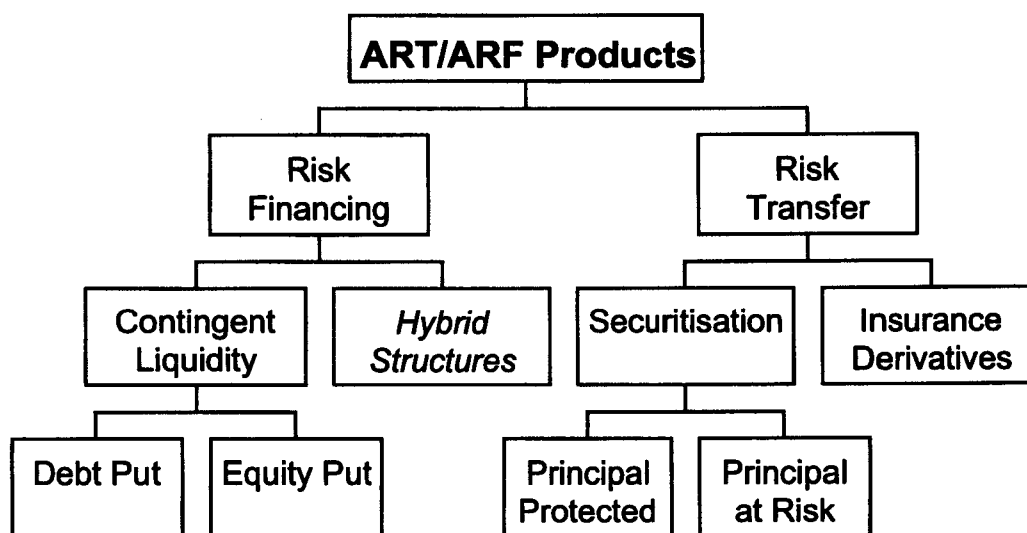 ART/ARF Products
Risk
Financing
Risk
Transfer
Contingent
Liquidity
Hybrid
Structures
Securitisation
Insurance
Derivatives
Debt Put
Equity Put
Principal
Protected
Principal
at Risk